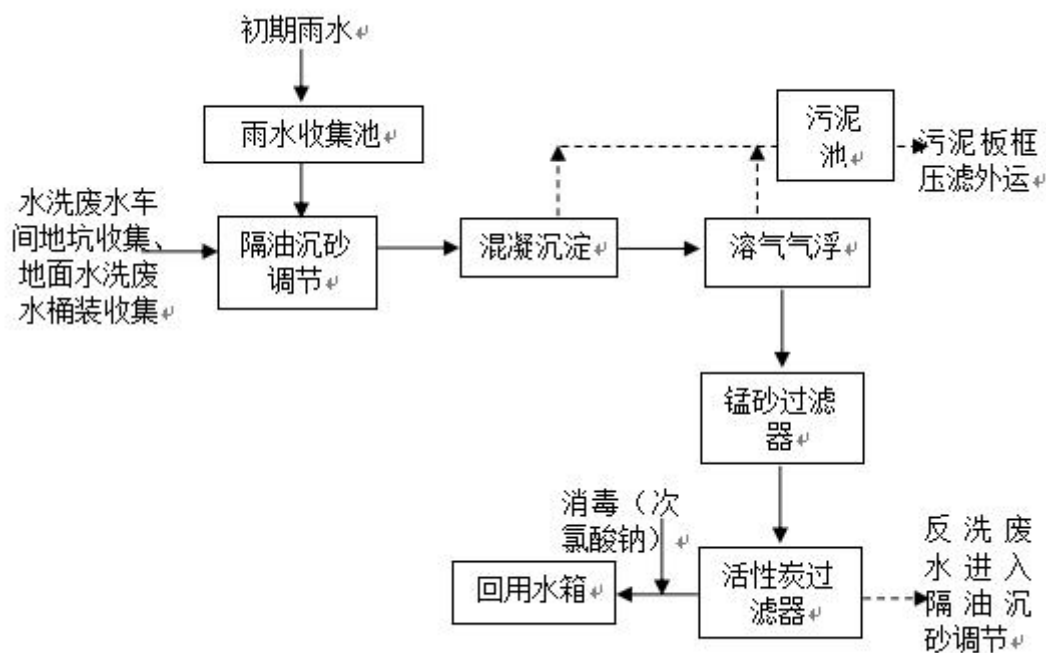 初期雨水
雨水收集池
污泥
池
污泥板框
压滤外运
水洗废水车
间地坑收集、
地面水洗废
水桶装收集
隔油沉砂
调节
混凝沉淀
溶气气浮
锰砂过滤
器
消毒（次
氯酸钠）
回用水箱
活性炭过
滤器
反洗废
水进入
隔油沉
砂调节